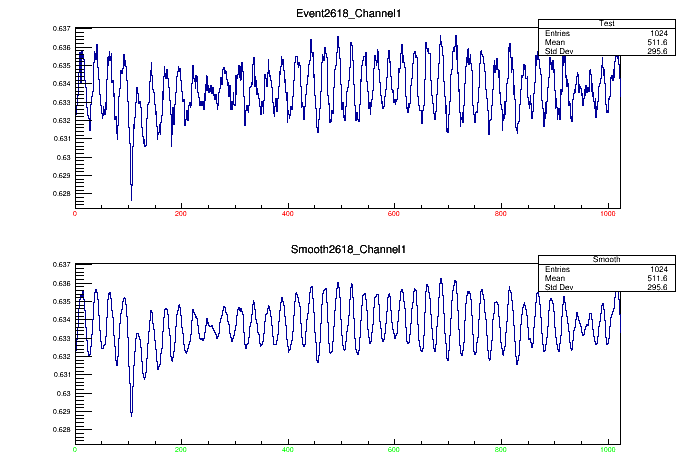 Event2618_Channel1
Test
Entries 1024
Mean 511.6
Std Dev 295.6
0.637
0.636
0.635
0.634
0.633
0.632
0.631
0.63
0.629
0.628
0 200 400 600 800 1000
Smooth2618_Channel1
Smooth
Entries 1024
Mean 511.6
Std Dev 295.6
0.637
0.636
0.635
0.634
0.633
0.632
0.631
0.63
0.629
0.628
0 200 400 600 800 1000